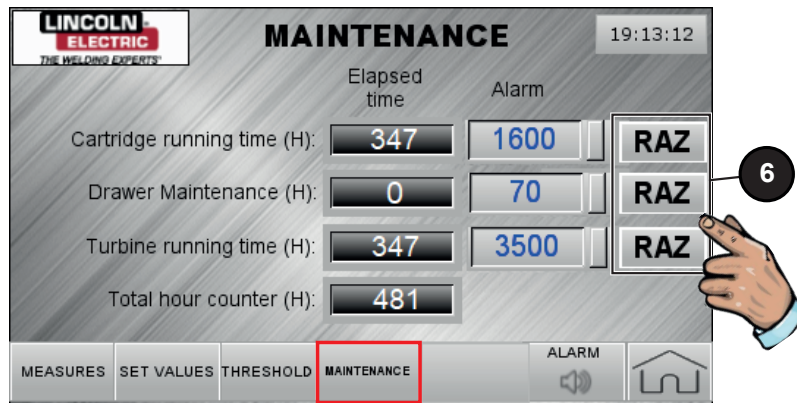 LINCOLN
ELECTRIC
THE WELDING EXPERTS®
MAINTENANCE
19:13:12
Elapsed
time
Alarm
Cartridge running time (H): 347 1600 RAZ
Drawer Maintenance (H): 0 70 RAZ
6
Turbine running time (H): 347 3500 RAZ
Total hour counter (H): 481
MEASURES SET VALUES THRESHOLD MAINTENANCE ALARM